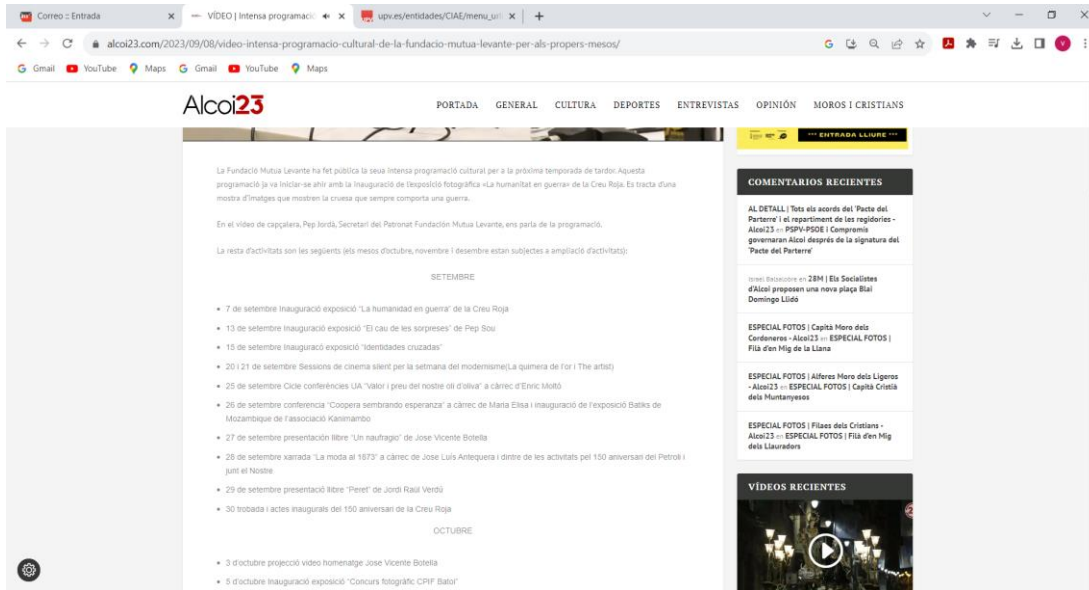 Correo :: Entrada
VÍDEO | Intensa programació
upv.es/entidades/CIAE/menu_url
alcoi23.com/2023/09/08/video-intensa-programacio-cultural-de-la-fundacio-mutua-levante-per-als-propers-mesos/
Gmail YouTube Maps Gmail YouTube Maps
Alcoi23
PORTADA GENERAL CULTURA DEPORTES ENTREVISTAS OPINIÓN MOROS I CRISTIANS
*** ENTRADA LLIURE ***
La Fundació Mutua Levante ha fet pública la seua intensa programació cultural per a la pròxima temporada de tardor. Aquesta
programació ja va iniciar-se ahir amb la inauguració de l'exposició fotogràfica «La humanitat en guerra» de la Creu Roja. Es tracta d'una
mostra d'imatges que mostren la cruesa que sempre comporta una guerra.
En el vídeo de capçalera, Pep Jordà, Secretari del Patronat Fundación Mutua Levante, ens parla de la programació.
La resta d'activitats son les següents (els mesos d'octubre, novembre i desembre estan subjectes a ampliació d'activitats):
SETEMBRE
7 de setembre Inauguració exposició "La humanidad en guerra" de la Creu Roja
13 de setembre Inauguració exposició "El cau de les sorpreses" de Pep Sou
15 de setembre Inauguracó exposició "Identidades cruzadas"
20 i 21 de setembre Sessions de cinema silent per la setmana del modernisme(La quimera de l'or i The artist)
25 de setembre Cicle conferències UA "Valor i preu del nostre oli d'oliva" a càrrec d'Enric Moltó
26 de setembre conferència "Coopera sembrando esperanza" a càrrec de Maria Elisa i inauguració de l'exposició Batiks de
Mozambique de l'associació Kanimambo
27 de setembre presentación llibre "Un naufragio" de Jose Vicente Botella
28 de setembre xarrada "La moda al 1873" a càrrec de Jose Luís Antequera i dintre de les activitats pel 150 aniversari del Petroli i
junt el Nostre
29 de setembre presentació llibre "Peret" de Jordi Raül Verdú
30 trobada i actes inaugurals del 150 aniversari de la Creu Roja
OCTUBRE
3 d'octubre projecció video homenatge Jose Vicente Botella
5 d'octubre Inauguració exposició "Concurs fotogràfic CPIF Batoi"
COMENTARIOS RECIENTES
AL DETALL | Tots els acords del 'Pacte del
Parterre' i el repartiment de les regidories -
Alcoi23 en PSPV-PSOE i Compromís
governaran Alcoi després de la signatura del
'Pacte del Parterre'
en 28M | Els Socialistes
d'Alcoi proposen una nova plaça Blai
Domingo Llidó
ESPECIAL FOTOS | Capità Moro dels
Cordoneros - Alcoi23 en ESPECIAL FOTOS |
Filà d'en Mig de la Llana
ESPECIAL FOTOS | Alferes Moro dels Ligeros
- Alcoi23 en ESPECIAL FOTOS | Capità Cristià
dels Muntanyesos
ESPECIAL FOTOS | Filaes dels Cristians -
Alcoi23 en ESPECIAL FOTOS | Filà d'en Mig
dels Llauradors
VÍDEOS RECIENTES